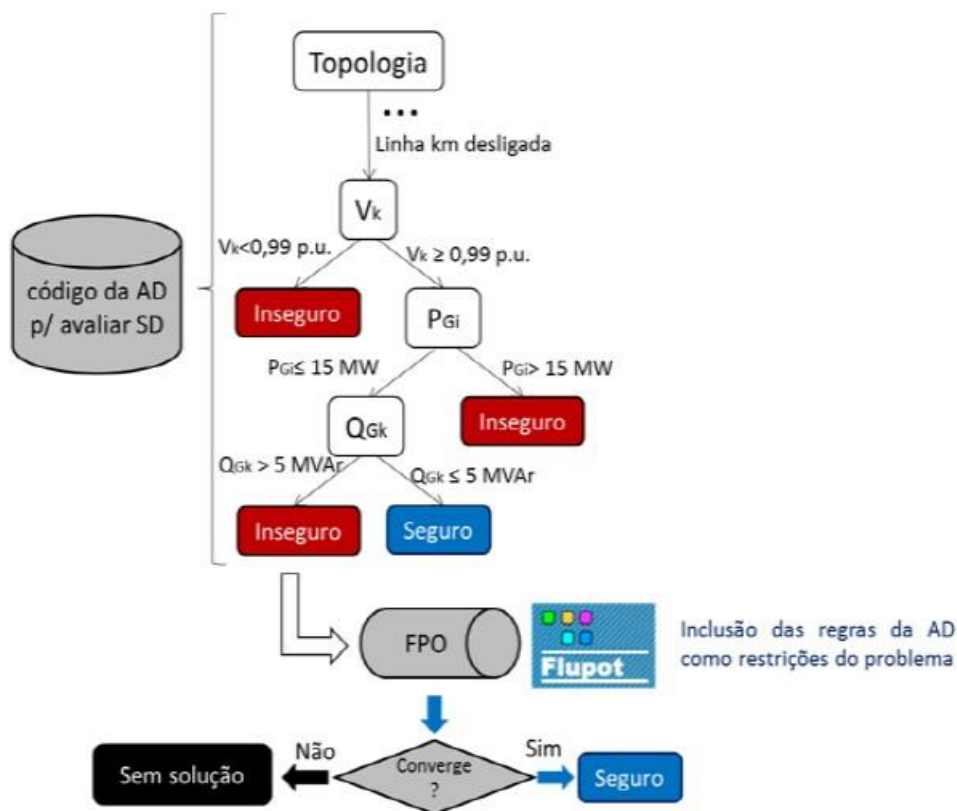 Topologia
...
Linha km desligada
Vk
Vk<0,99 p.u.
Vk ≥ 0,99 p.u.
código da AD
p/ avaliar SD
Inseguro
PGi
PGi≤ 15 MW
PGi> 15 MW
QGk
Inseguro
QGk > 5 MVAr
QGk ≤ 5 MVAr
Inseguro
Seguro
FPO
Flupot
Inclusão das regras da AD
como restrições do problema
Não
Sim
Sem solução
Converge
?
Seguro